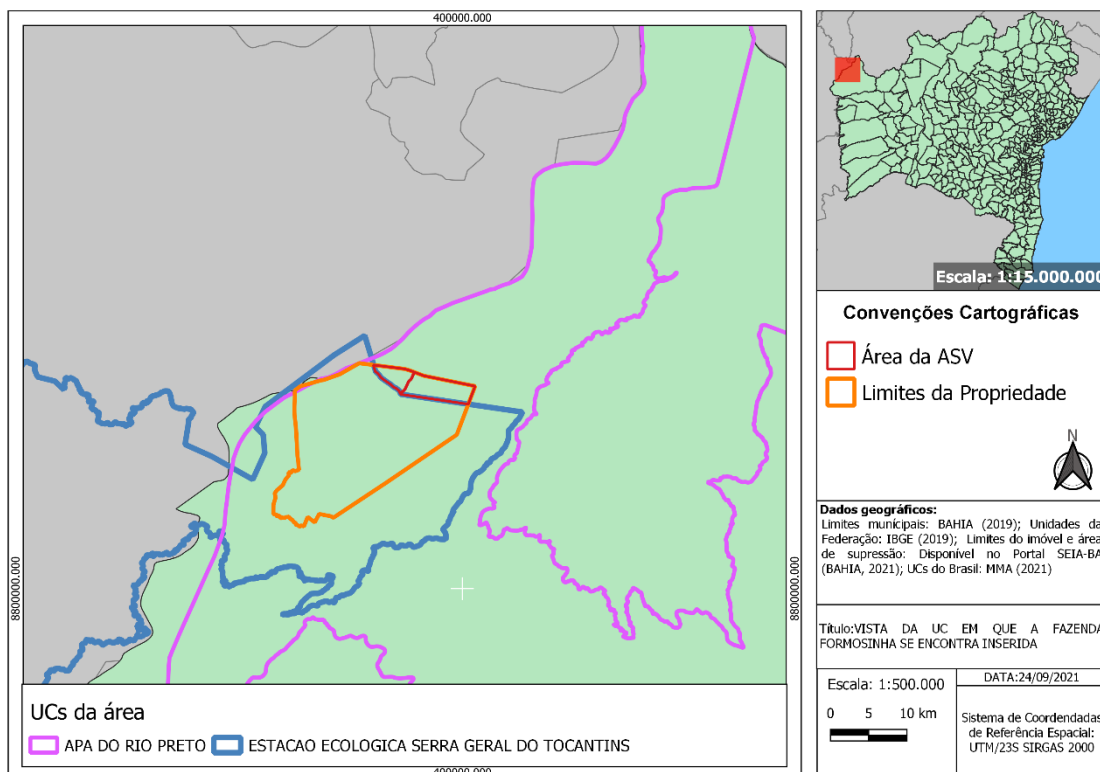 400000.000
8800000.000
8800000.000
UCs da área
APA DO RIO PRETO
ESTACAO ECOLOGICA SERRA GERAL DO TOCANTINS
400000.000
Escala: 1:15.000.000
Convenções Cartográficas
Área da ASV
Limites da Propriedade
N
Dados geográficos:
Limites munícipais: BAHIA (2019); Unidades da
Federação: IBGE (2019); Limites do imóvel e área
de supressão: Disponível no Portal SEIA-BA
(BAHIA, 2021); UCs do Brasil: MMA (2021)
Título:VISTA DA UC EM QUE A FAZENDA
FORMOSINHA SE ENCONTRA INSERIDA
Escala: 1:500.000
0 5 10 km
DATA:24/09/2021
Sistema de Coordendadas
de Referência Espacial:
UTM/23S SIRGAS 2000